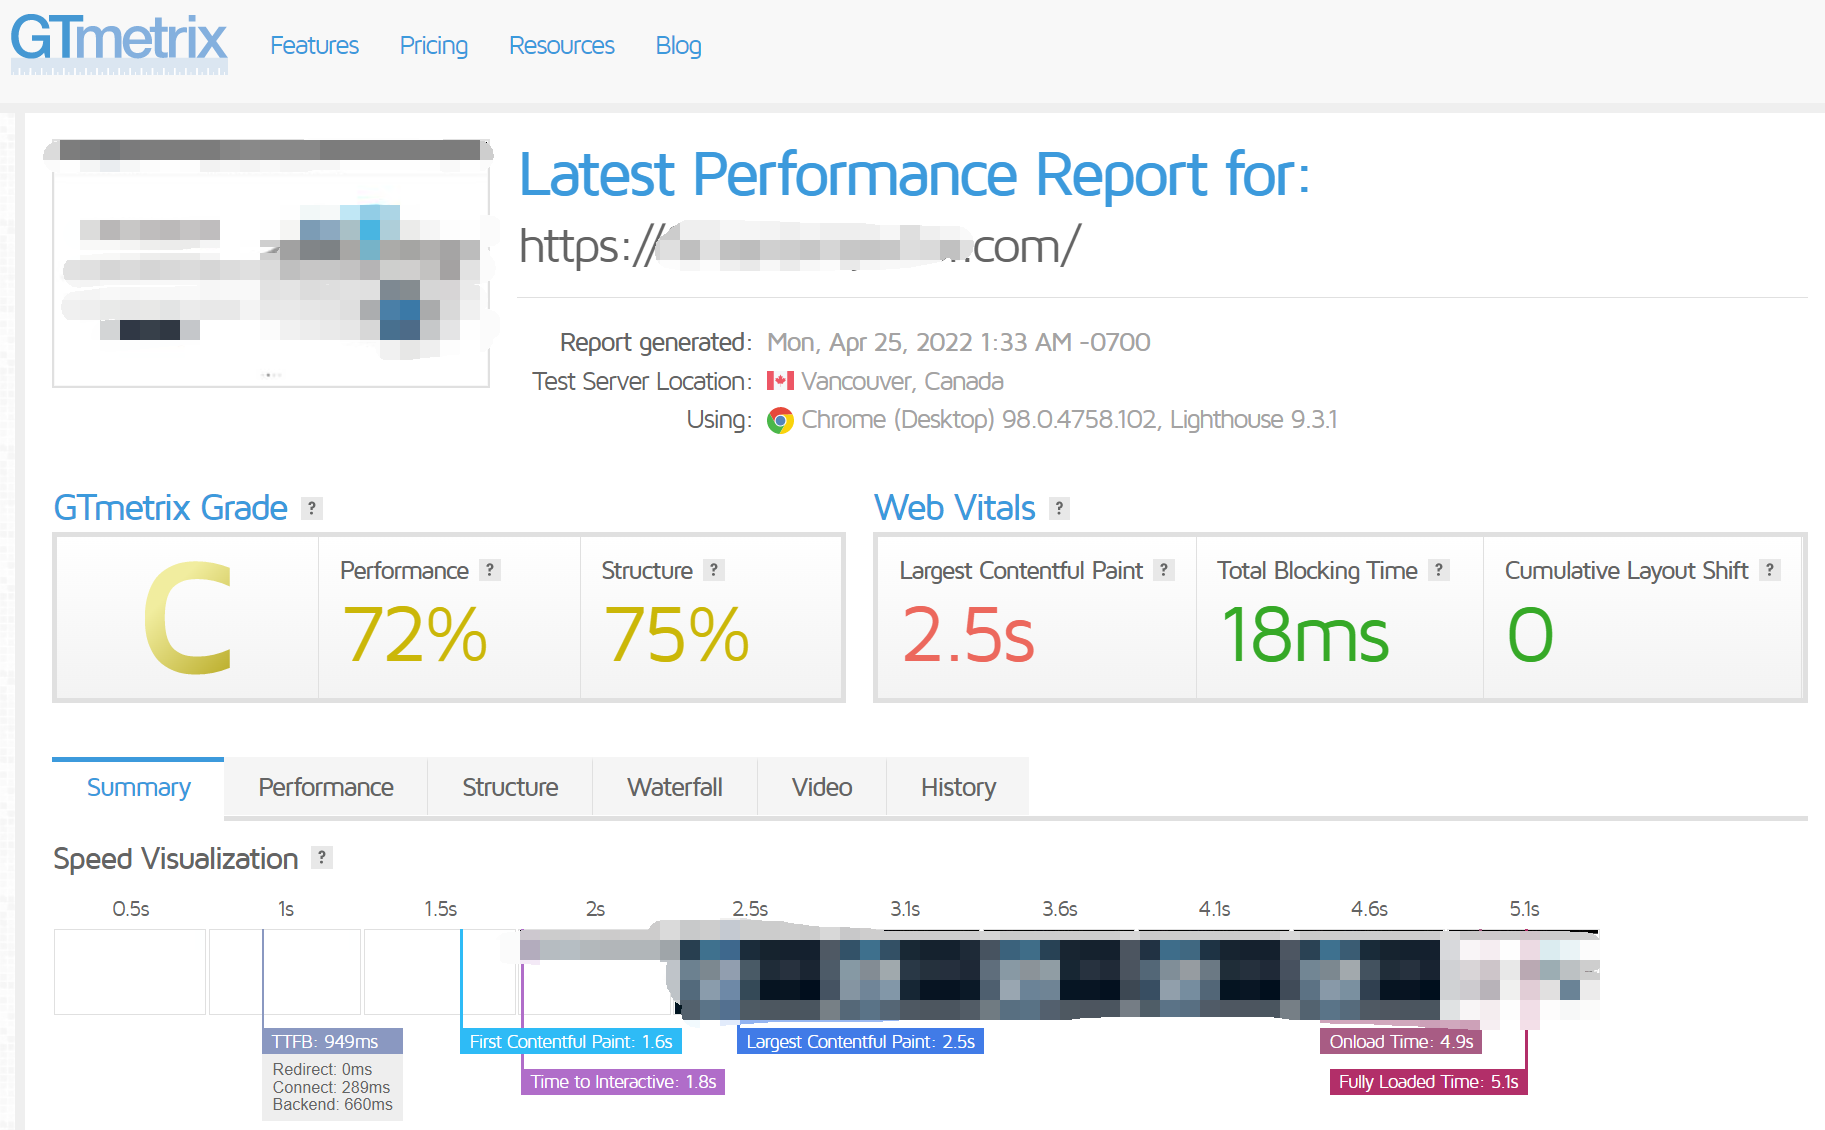 GTmetrix Features Pricing Resources Blog
Latest Performance Report for:
https:// .com/
Report generated: Mon, Apr 25, 2022 1:33 AM -0700
Test Server Location: Vancouver, Canada
Using: Chrome (Desktop) 98.0.4758.102, Lighthouse 9.3.1
GTmetrix Grade ?
Web Vitals ?
C
Performance ?
72%
Structure ?
75%
Largest Contentful Paint ?
2.5s
Total Blocking Time ?
18ms
Cumulative Layout Shift ?
0
Summary Performance Structure Waterfall Video History
Speed Visualization ?
0.5s 1s 1.5s 2s 2.5s 3.1s 3.6s 4.1s 4.6s 5.1s
TTFB: 949ms
Redirect: 0ms
Connect: 289ms
Backend: 660ms
First Contentful Paint: 1.6s
Time to Interactive: 1.8s
Largest Contentful Paint: 2.5s
Onload Time: 4.9s
Fully Loaded Time: 5.1s